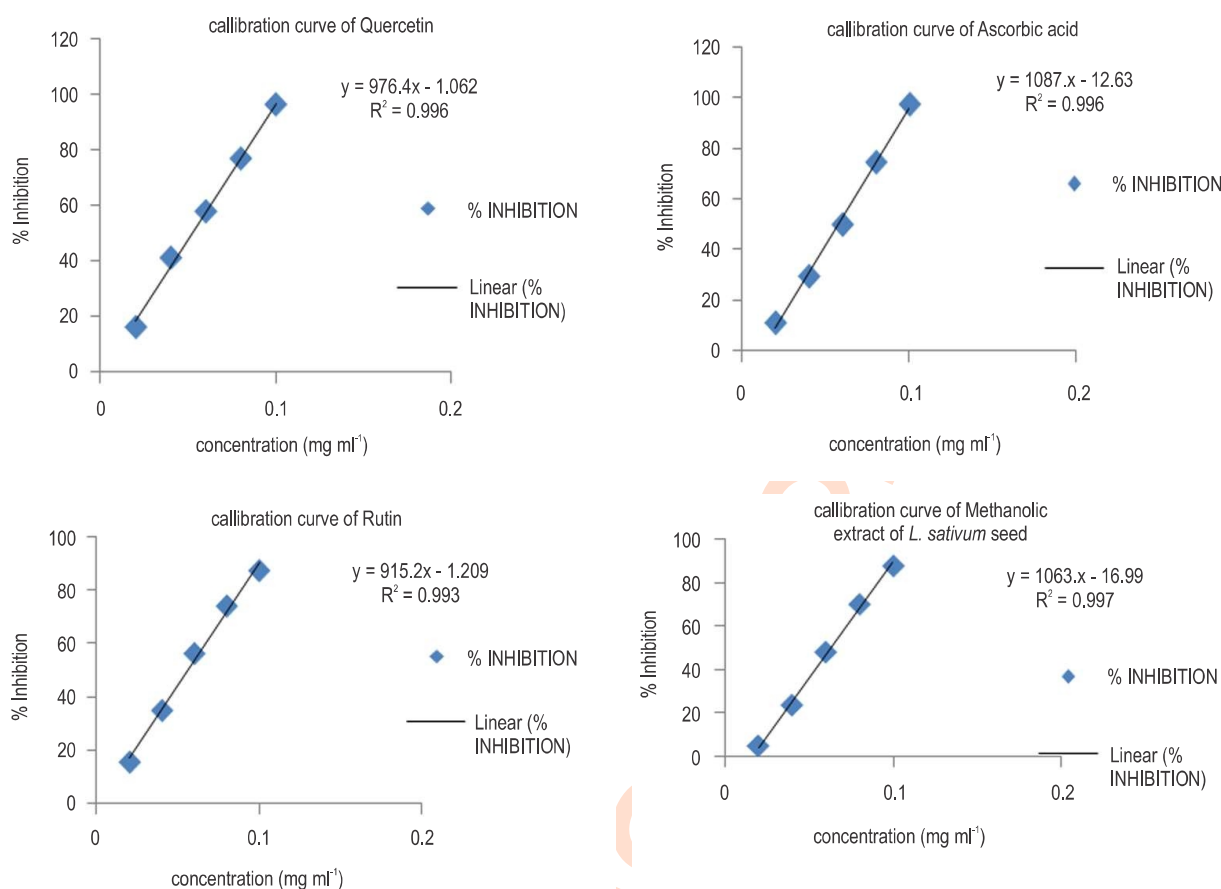 callibration curve of Quercetin
120
100
80
60
40
20
0
y = 976.4x - 1.062
R² = 0.996
% Inhibition
% INHIBITION
Linear (%
INHIBITION)
0
0.1
0.2
concentration (mg ml⁻¹)
callibration curve of Ascorbic acid
120
100
80
60
40
20
0
y = 1087.x - 12.63
R² = 0.996
% Inhibition
% INHIBITION
Linear (%
INHIBITION)
0
0.1
0.2
concentration (mg ml⁻¹)
callibration curve of Rutin
100
80
60
40
20
0
y = 915.2x - 1.209
R² = 0.993
% Inhibition
% INHIBITION
Linear (%
INHIBITION)
0
0.1
0.2
concentration (mg ml⁻¹)
callibration curve of Methanolic
extract of L. sativum seed
100
80
60
40
20
0
y = 1063.x - 16.99
R² = 0.997
% Inhibition
% INHIBITION
Linear (%
INHIBITION)
0
0.1
0.2
concentration (mg ml⁻¹)